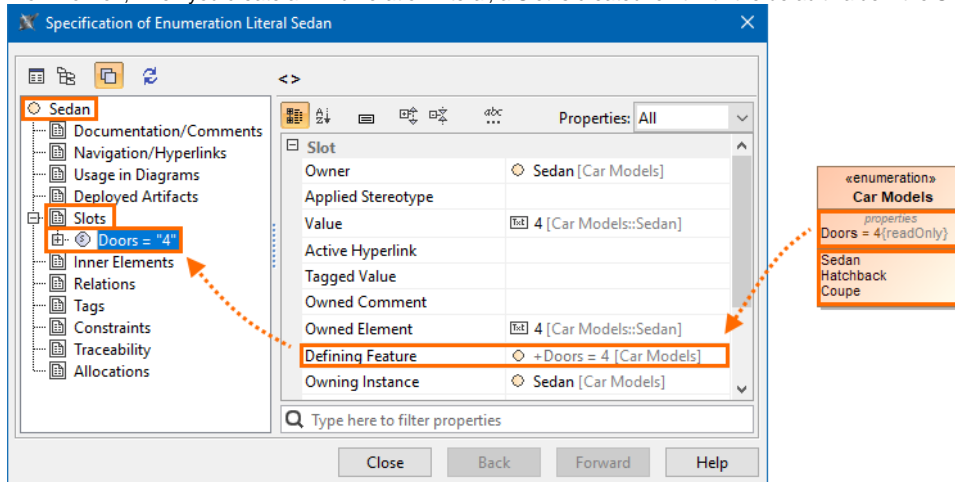 Specification of Enumeration Literal Sedan
<>
Sedan
Documentation/Comments
Navigation/Hyperlinks
Usage in Diagrams
Deployed Artifacts
Slots
Doors = "4"
Inner Elements
Relations
Tags
Constraints
Traceability
Allocations
Properties: All
Slot
Owner Sedan [Car Models]
Applied Stereotype
Value 4 [Car Models::Sedan]
Active Hyperlink
Tagged Value
Owned Comment
Owned Element 4 [Car Models::Sedan]
Defining Feature +Doors = 4 [Car Models]
Owning Instance Sedan [Car Models]
Type here to filter properties
Close Back Forward Help
«enumeration»
Car Models
properties
Doors = 4{readOnly}
Sedan
Hatchback
Coupe